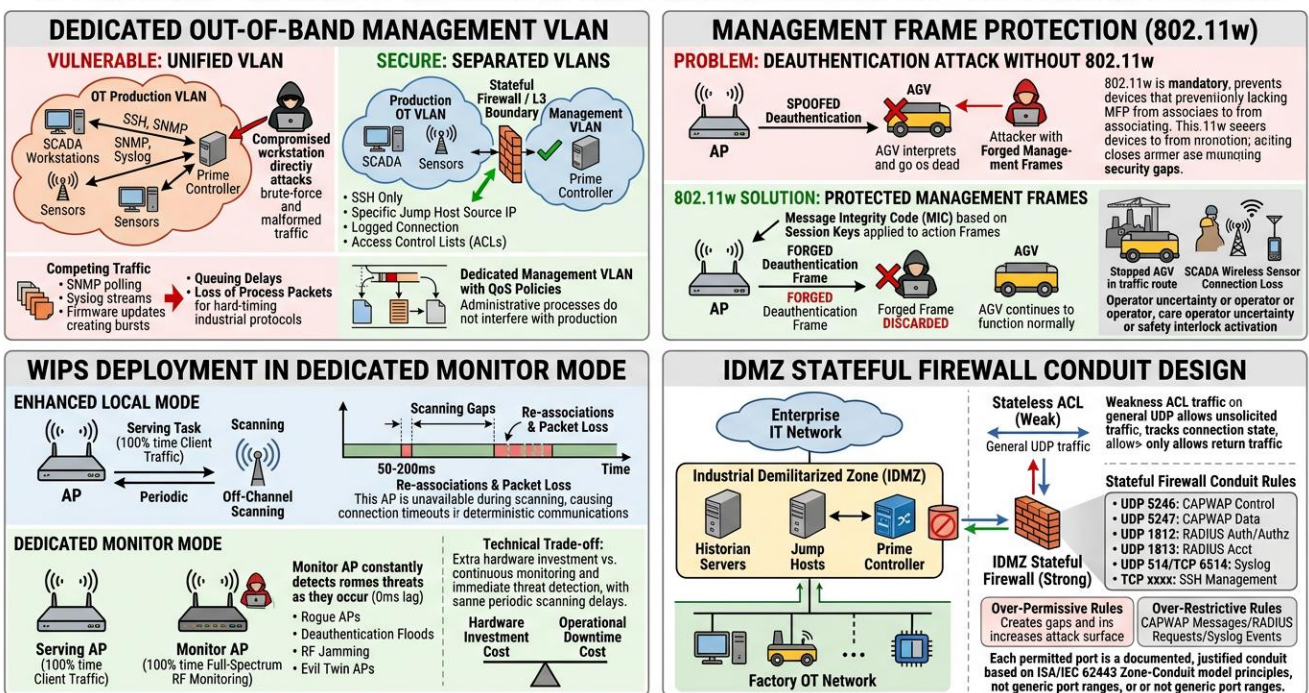 DEDICATED OUT-OF-BAND MANAGEMENT VLAN
VULNERABLE: UNIFIED VLAN
OT Production VLAN
SSH, SNMP
SCADA
Workstations
SNMP,
Syslog
Prime
Controller
Sensors
Sensors
Compromised
wcrkstation
directly
attacks
brute-force
and
malformed
traffic
SECURE: SEPARATED VLANS
Production
OT VLAN
SCADA
Sensors
Stateful
Firewall / L3
Boundary
Management
VLAN
Prime
Controller
• SSH Only
• Specific Jump Host Source IP
• Logged Connection
• Access Control Lists (ACLs)
Competing Traffic
• SNMP polling
• Syslog streams
• Firmware updates
creating bursts
• Queuing Delays
• Loss of Process Packets
for hard-timing
industrial protocols
Dedicated Management VLAN
with QoS Policies
Administrative processes do
not interfere with production
MANAGEMENT FRAME PROTECTION (802.11w)
PROBLEM: DEAUTHENTICATION ATTACK WITHOUT 802.11w
AP
SPOOFED
Deauthentication
AGV
AGV interprets
and go os dead
Attacker with
Forged Manage-
ment Frames
802.11w is mandatory, prevents
devices that prevenionly lacking
MFP from associaes to from
associating. This.11w seeers
devices to from nronotion; aciting
closes armer ase
security gaps.
802.11w SOLUTION: PROTECTED MANAGEMENT FRAMES
Message Integrity Code (MIC) based on
Session Keys applied to action Frames
AP
FORGED
Deauthentication
Frame
FORGED
Deauthentication
Frame
Forged Frame
DISCARDED
AGV
AGV continues to
function normally
Stopped AGV
in traffic route
SCADA Wireless Sensor
Connection Loss
Operator uncertainty or operator or
operator, care operator uncertainty
or safety interlock activation
WIPS DEPLOYMENT IN DEDICATED MONITOR MODE
ENHANCED LOCAL MODE
AP
Serving Task
(100% time Client
Traffic)
Periodic
Scanning
Off-Channel
Scanning
Scanning Gaps
Re-associations
& Packet Loss
50-200ms
Time
Re-associations & Packet Loss
This AP is unavailable during scanning, causing
connection timeouts ir deterministic communications
DEDICATED MONITOR MODE
Serving AP
(100% time
Client Traffic)
Monitor AP
(100% time Full-Spectrum
RF Monitoring)
Monitor AP constantly
detects romes threats
as they occur (0ms lag)
• Rogue APs
• Deauthentication Floods
• RF Jamming
• Evil Twin APs
Technical Trade-off:
Extra hardware investment vs.
continuous monitoring and
immediate threat detection, with
same periodic scanning delays.
Hardware
Investment
Cost
Operational
Downtime
Cost
IDMZ STATEFUL FIREWALL CONDUIT DESIGN
Enterprise
IT Network
Industrial Demilitarized Zone (IDMZ)
Historian
Servers
Jump
Hosts
Prime
Controller
Factory OT Network
Stateless ACL
(Weak)
General UDP traffic
IDMZ Stateful
Firewall (Strong)
Weakness ACL traffic on
general UDP allows unsolicited
traffic, tracks connection state,
allows only allows return traffic
Stateful Firewall Conduit Rules
• UDP 5246: CAPWAP Control
• UDP 5247: CAPWAP Data
• UDP 1812: RADIUS Auth/Authz
• UDP 1813: RADIUS Acct
• UDP 514/TCP 6514: Syslog
• TCP xxxx: SSH Management
Over-Permissive Rules
Creates gaps and ins
increases attack surface
Over-Restrictive Rules
CAPWAP Messages/RADIUS
Requests/Syslog Events
Each permitted port is a documented, justified conduit
based on ISA/IEC 62443 Zone-Conduit model principles,
not generic port ranges, or or not generic port ranges.